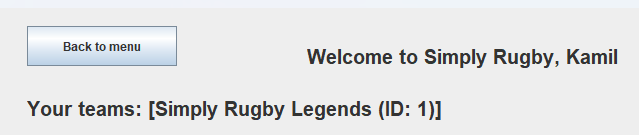 Back to menu
Welcome to Simply Rugby, Kamil
Your teams: [Simply Rugby Legends (ID: 1)]